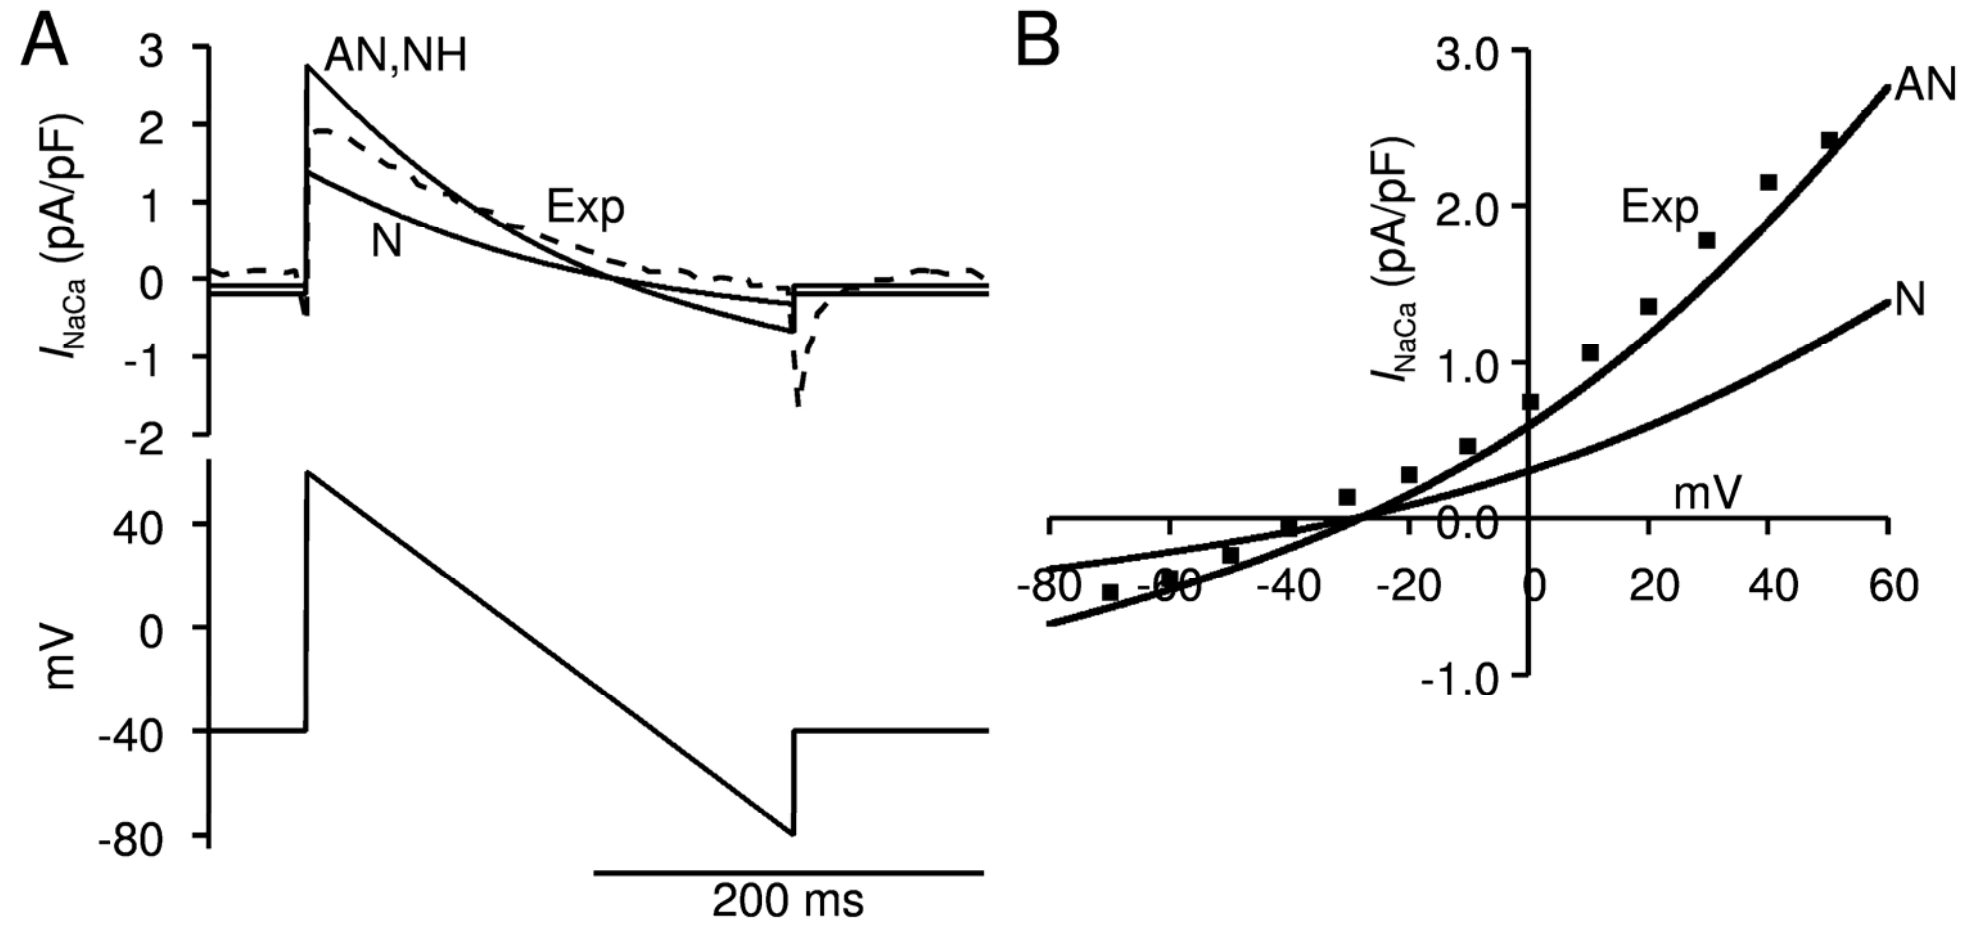 A
3
AN,NH
2
1
Exp
N
0
-1
-2
I_NaCa (pA/pF)
40
0
-40
-80
mV
200 ms
B
3.0
AN
2.0
Exp
N
1.0
mV
0.0
-80 -60 -40 -20 0 20 40 60
-1.0
I_NaCa (pA/pF)